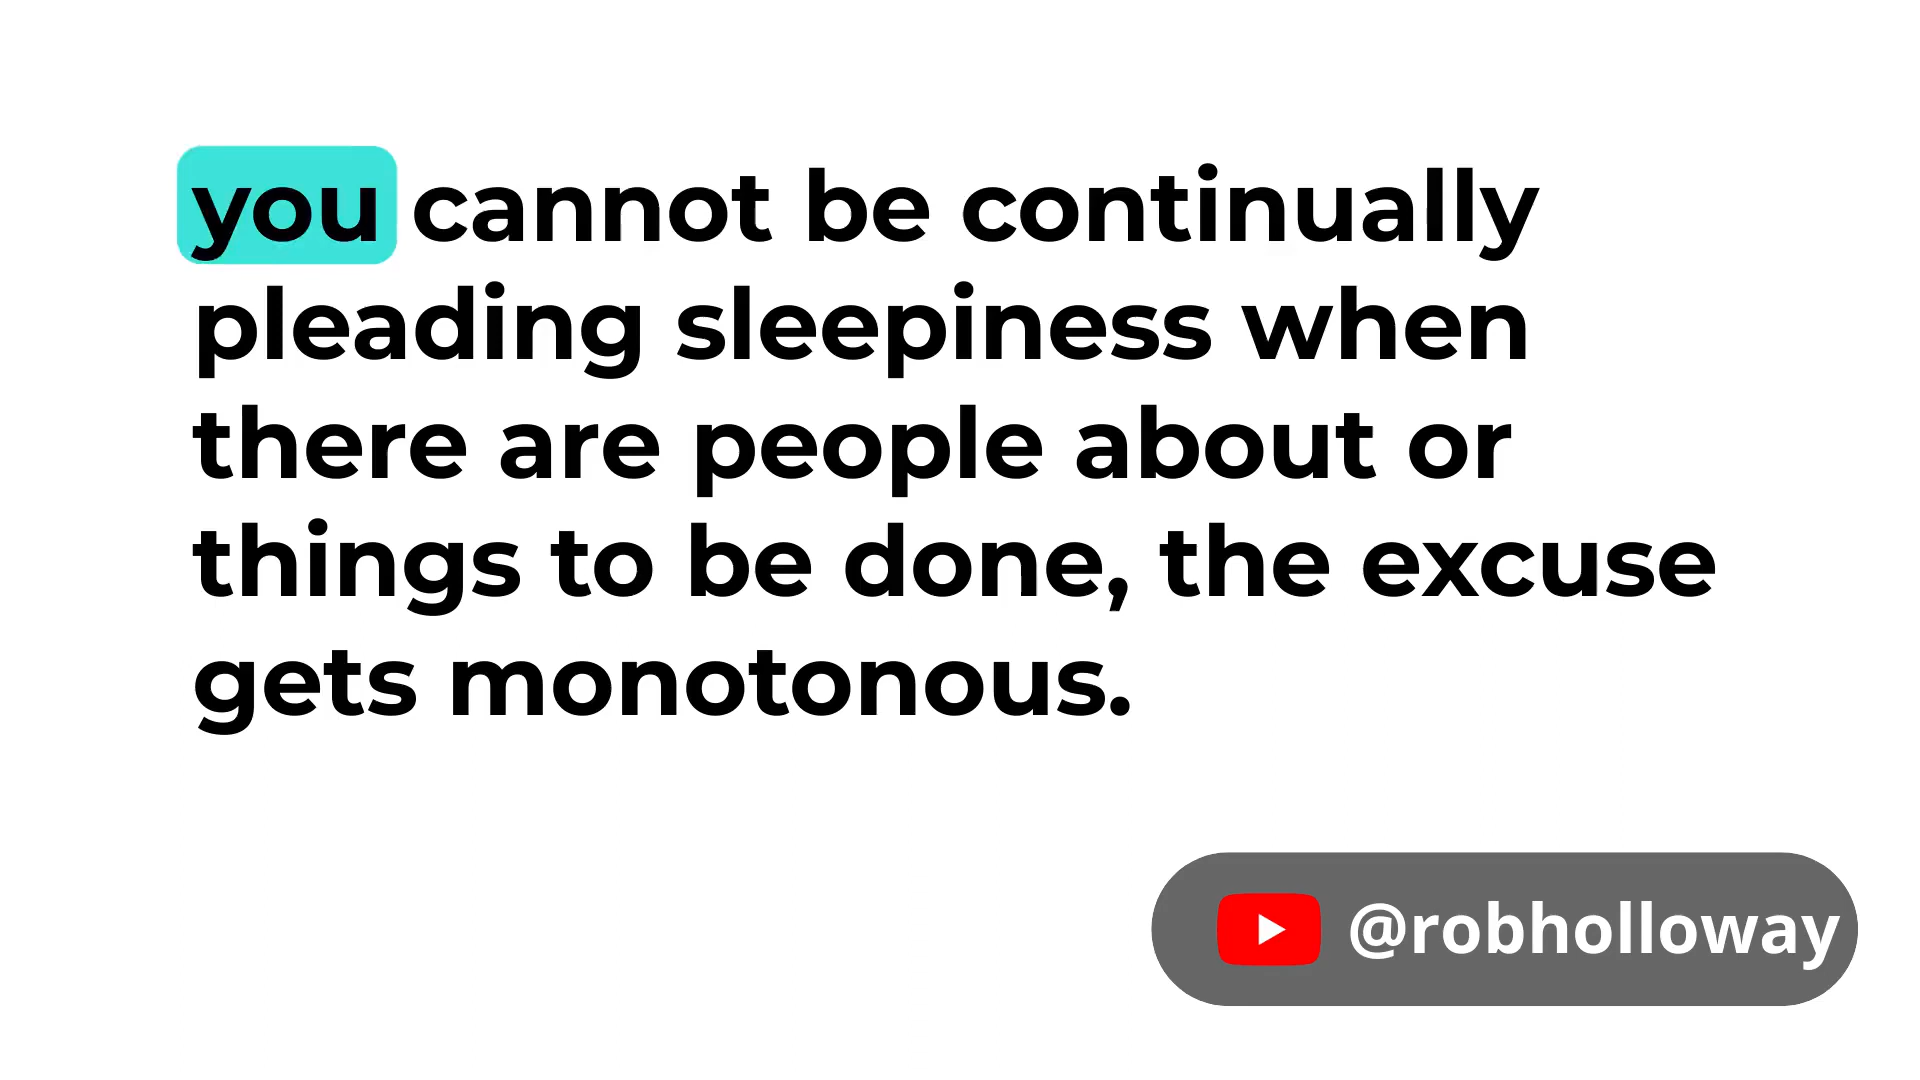 you cannot be continually
pleading sleepiness when
there are people about or
things to be done, the excuse
gets monotonous.
@robholloway